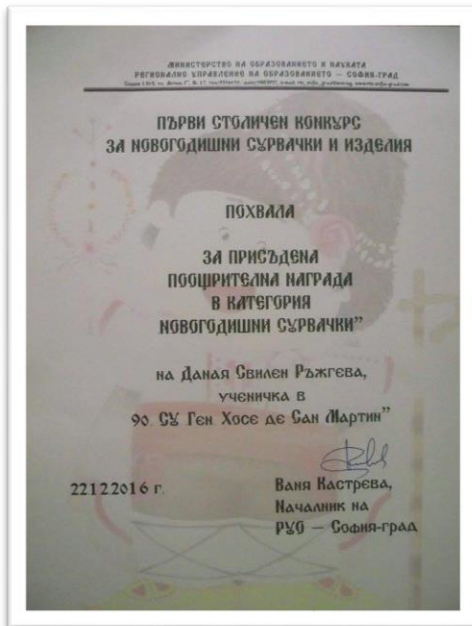 МИНИСТЕРСТВО НА ОБРАЗОВАНИЕТО И НАУКАТА
РЕГИОНАЛНО УПРАВЛЕНИЕ НА ОБРАЗОВАНИЕТО – СОФИЯ-ГРАД
ПЪРВИ СТОЛИЧЕН КОНКУРС
ЗА НОВОГОДИШНИ СУРВАЧКИ И ИЗДЕЛИЯ
ПОХВАЛА
ЗА ПРИСЪДЕНА
ПООЩРИТЕЛНА НАГРАДА
В КАТЕГОРИЯ
НОВОГОДИШНИ СУРВАЧКИ”
на Даная Свилен Ръжгева,
ученичка в
90. СУ Ген Хосе де Сан Мартин”
22122016 г.
Ваня Кастрева,
Началник на
РУО – София-град